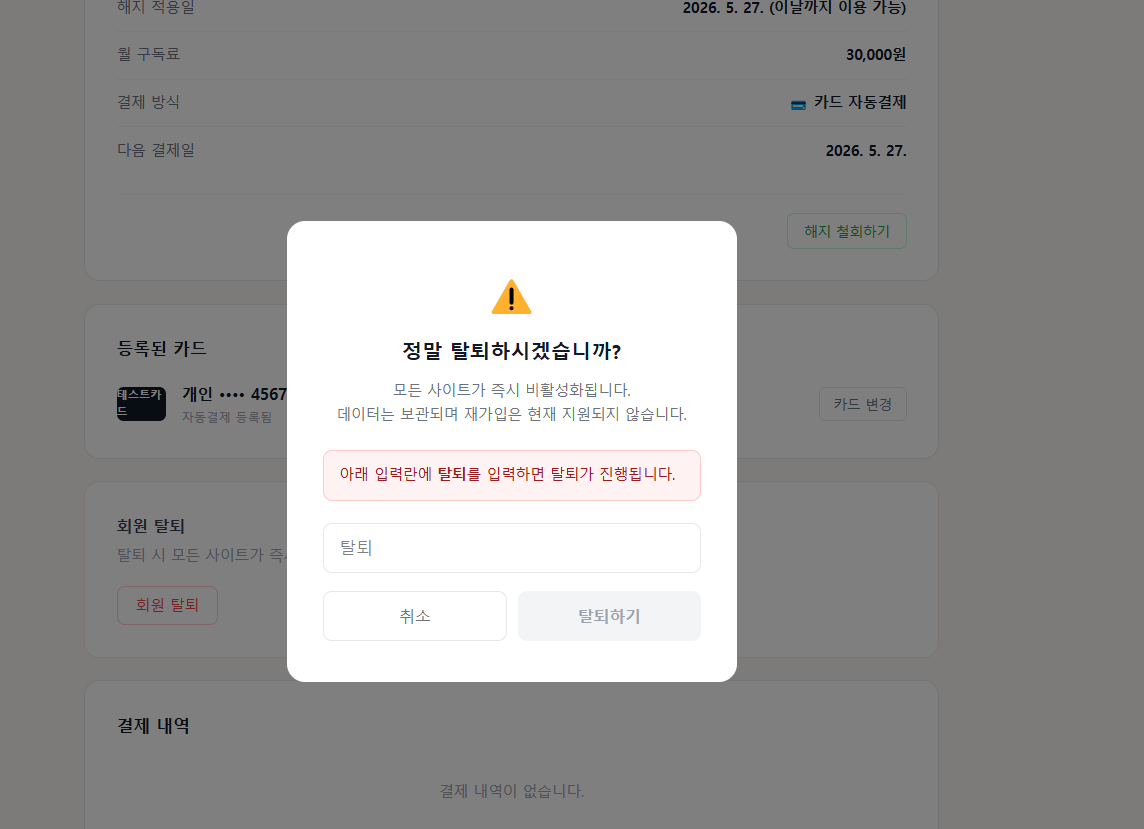 해지 적용일 2026. 5. 27. (이날까지 이용 가능)
월 구독료 30,000원
결제 방식 카드 자동결제
다음 결제일 2026. 5. 27.
해지 철회하기
등록된 카드
테스트카
드
개인 •••• 4567
자동결제 등록됨
카드 변경
회원 탈퇴
탈퇴 시 모든 사이트가 즉시
회원 탈퇴
결제 내역
결제 내역이 없습니다.
정말 탈퇴하시겠습니까?
모든 사이트가 즉시 비활성화됩니다.
데이터는 보관되며 재가입은 현재 지원되지 않습니다.
아래 입력란에 탈퇴를 입력하면 탈퇴가 진행됩니다.
탈퇴
취소
탈퇴하기